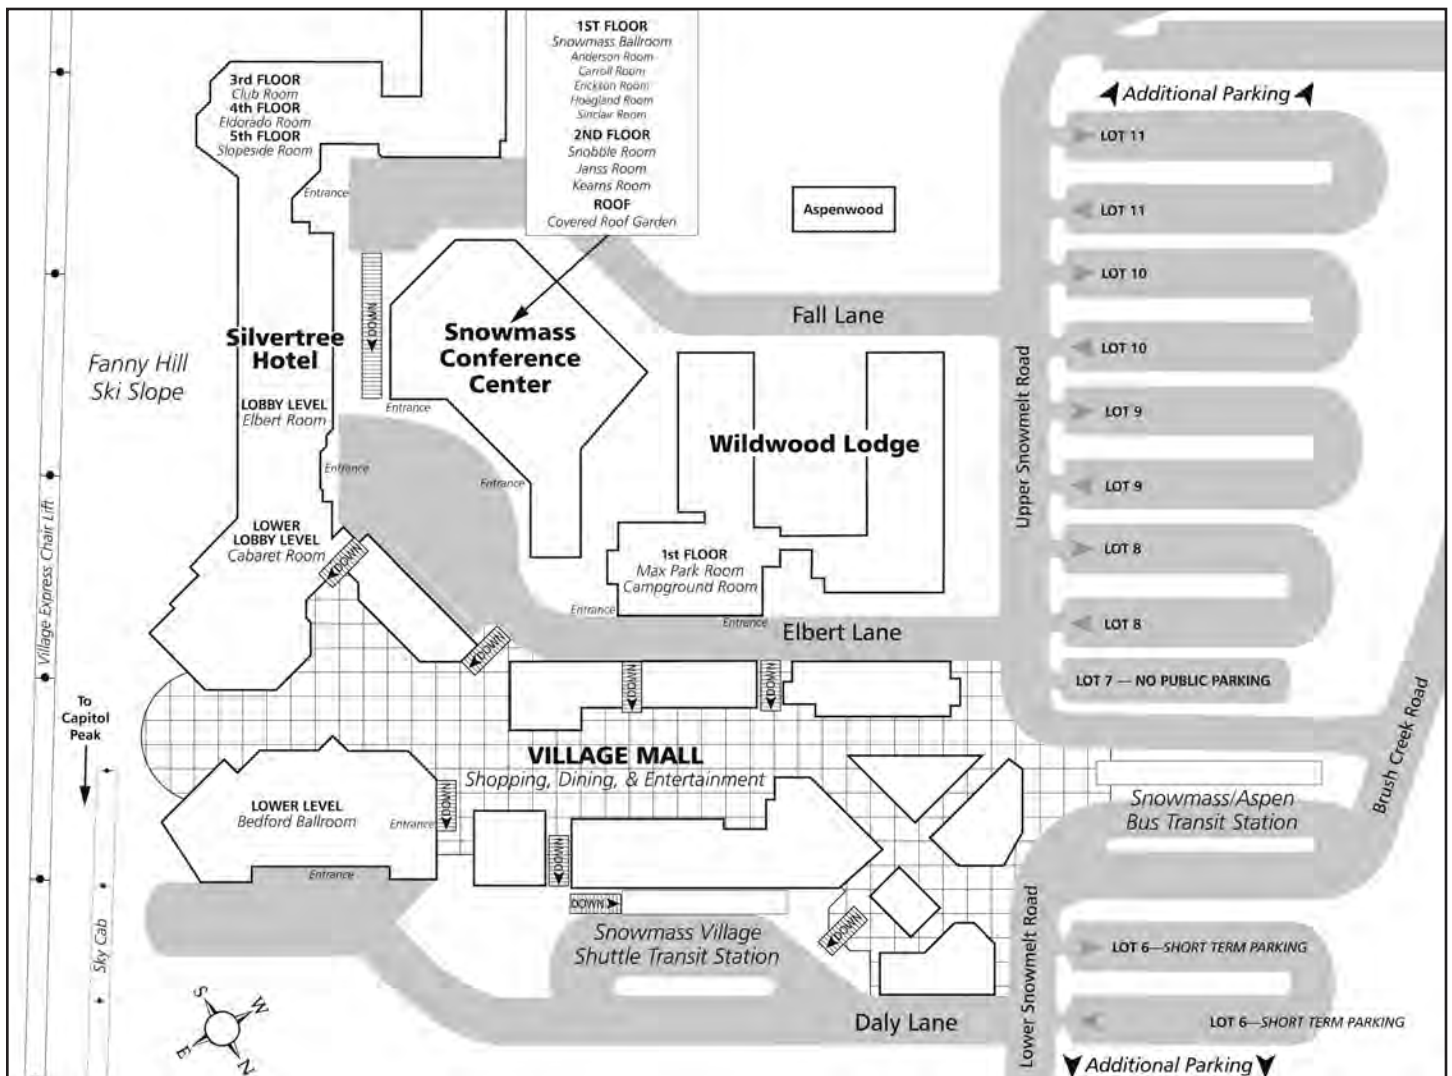 1ST FLOOR
Snowmass Ballroom
Anderson Room
Carroll Room
Erickson Room
Hoagland Room
Sinclair Room
2ND FLOOR
Snobble Room
Janss Room
Kearns Room
ROOF
Covered Roof Garden
3rd FLOOR
Club Room
4th FLOOR
Eldorado Room
5th FLOOR
Slopeside Room
Entrance
Aspenwood
Additional Parking
LOT 11
LOT 11
LOT 10
LOT 10
LOT 9
LOT 9
LOT 8
LOT 8
LOT 7 — NO PUBLIC PARKING
Fall Lane
Upper Snowmelt Road
DOWN
Silvertree
Hotel
Snowmass
Conference
Center
Fanny Hill
Ski Slope
LOBBY LEVEL
Elbert Room
Entrance
Entrance
Entrance
Wildwood Lodge
LOWER
LOBBY LEVEL
Cabaret Room
DOWN
1st FLOOR
Max Park Room
Campground Room
Entrance
Entrance
Elbert Lane
Village Express Chair Lift
DOWN
DOWN
DOWN
To
Capitol
Peak
VILLAGE MALL
Shopping, Dining, & Entertainment
Brush Creek Road
Snowmass/Aspen
Bus Transit Station
LOWER LEVEL
Bedford Ballroom
Entrance
DOWN
DOWN
Entrance
DOWN
DOWN
Snowmass Village
Shuttle Transit Station
Sky Cab
Lower Snowmelt Road
LOT 6—SHORT TERM PARKING
LOT 6—SHORT TERM PARKING
S
W
E
N
Daly Lane
Additional Parking